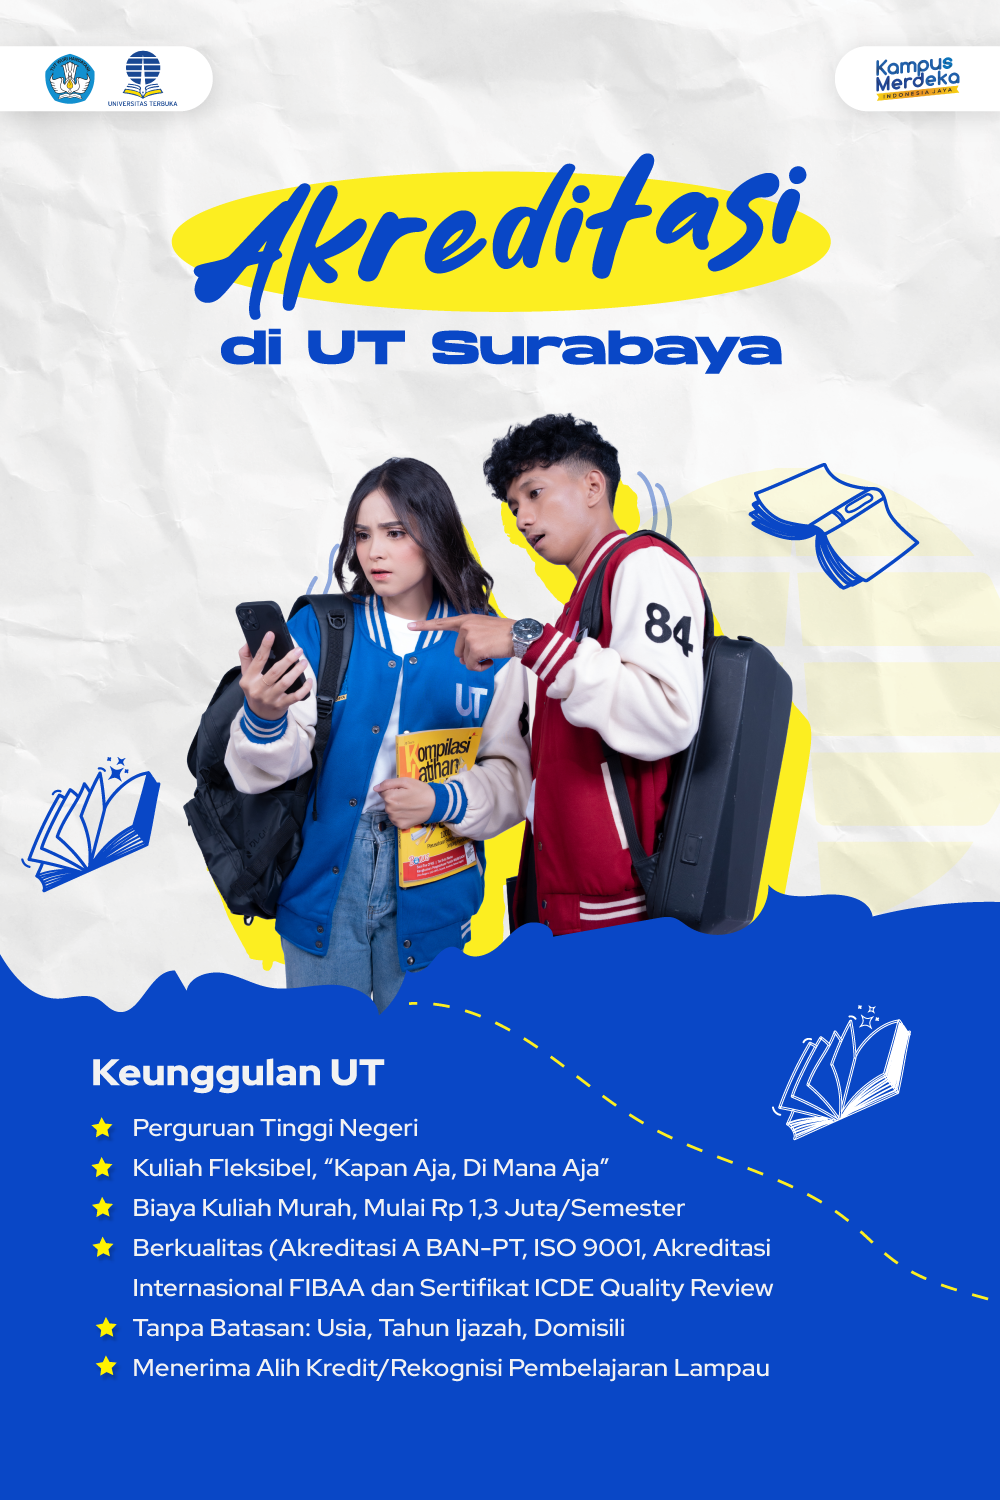 UNIVERSITAS TERBUKA
Kampus
Merdeka
INDONESIA JAYA
Akreditasi
di UT Surabaya
84
UT
Kompilasi
Latihan
Keunggulan UT
Perguruan Tinggi Negeri
Kuliah Fleksibel, “Kapan Aja, Di Mana Aja”
Biaya Kuliah Murah, Mulai Rp 1,3 Juta/Semester
Berkualitas (Akreditasi A BAN-PT, ISO 9001, Akreditasi
Internasional FIBAA dan Sertifikat ICDE Quality Review
Tanpa Batasan: Usia, Tahun Ijazah, Domisili
Menerima Alih Kredit/Rekognisi Pembelajaran Lampau